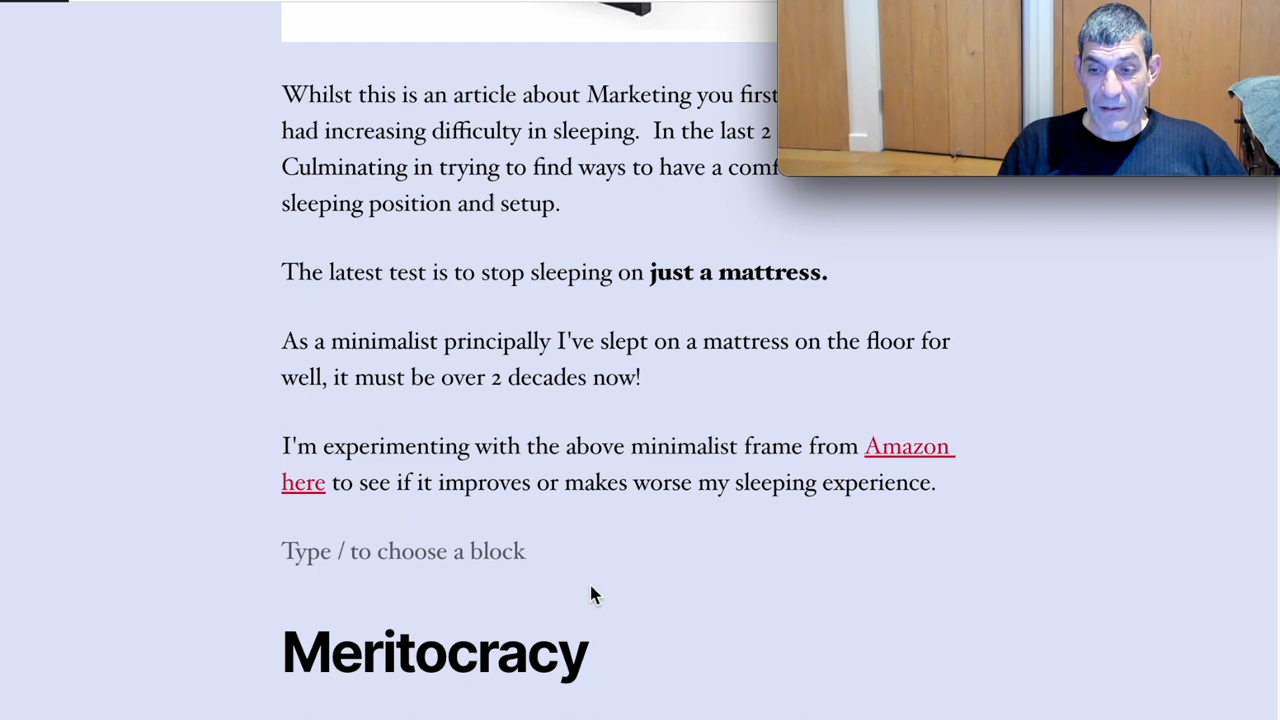 Whilst this is an article about Marketing you first
had increasing difficulty in sleeping.  In the last 2
Culminating in trying to find ways to have a
sleeping position and setup.
The latest test is to stop sleeping on just a mattress.
As a minimalist principally I've slept on a mattress on the floor for
well, it must be over 2 decades now!
I'm experimenting with the above minimalist frame from Amazon
here to see if it improves or makes worse my sleeping experience.
Type / to choose a block
Meritocracy